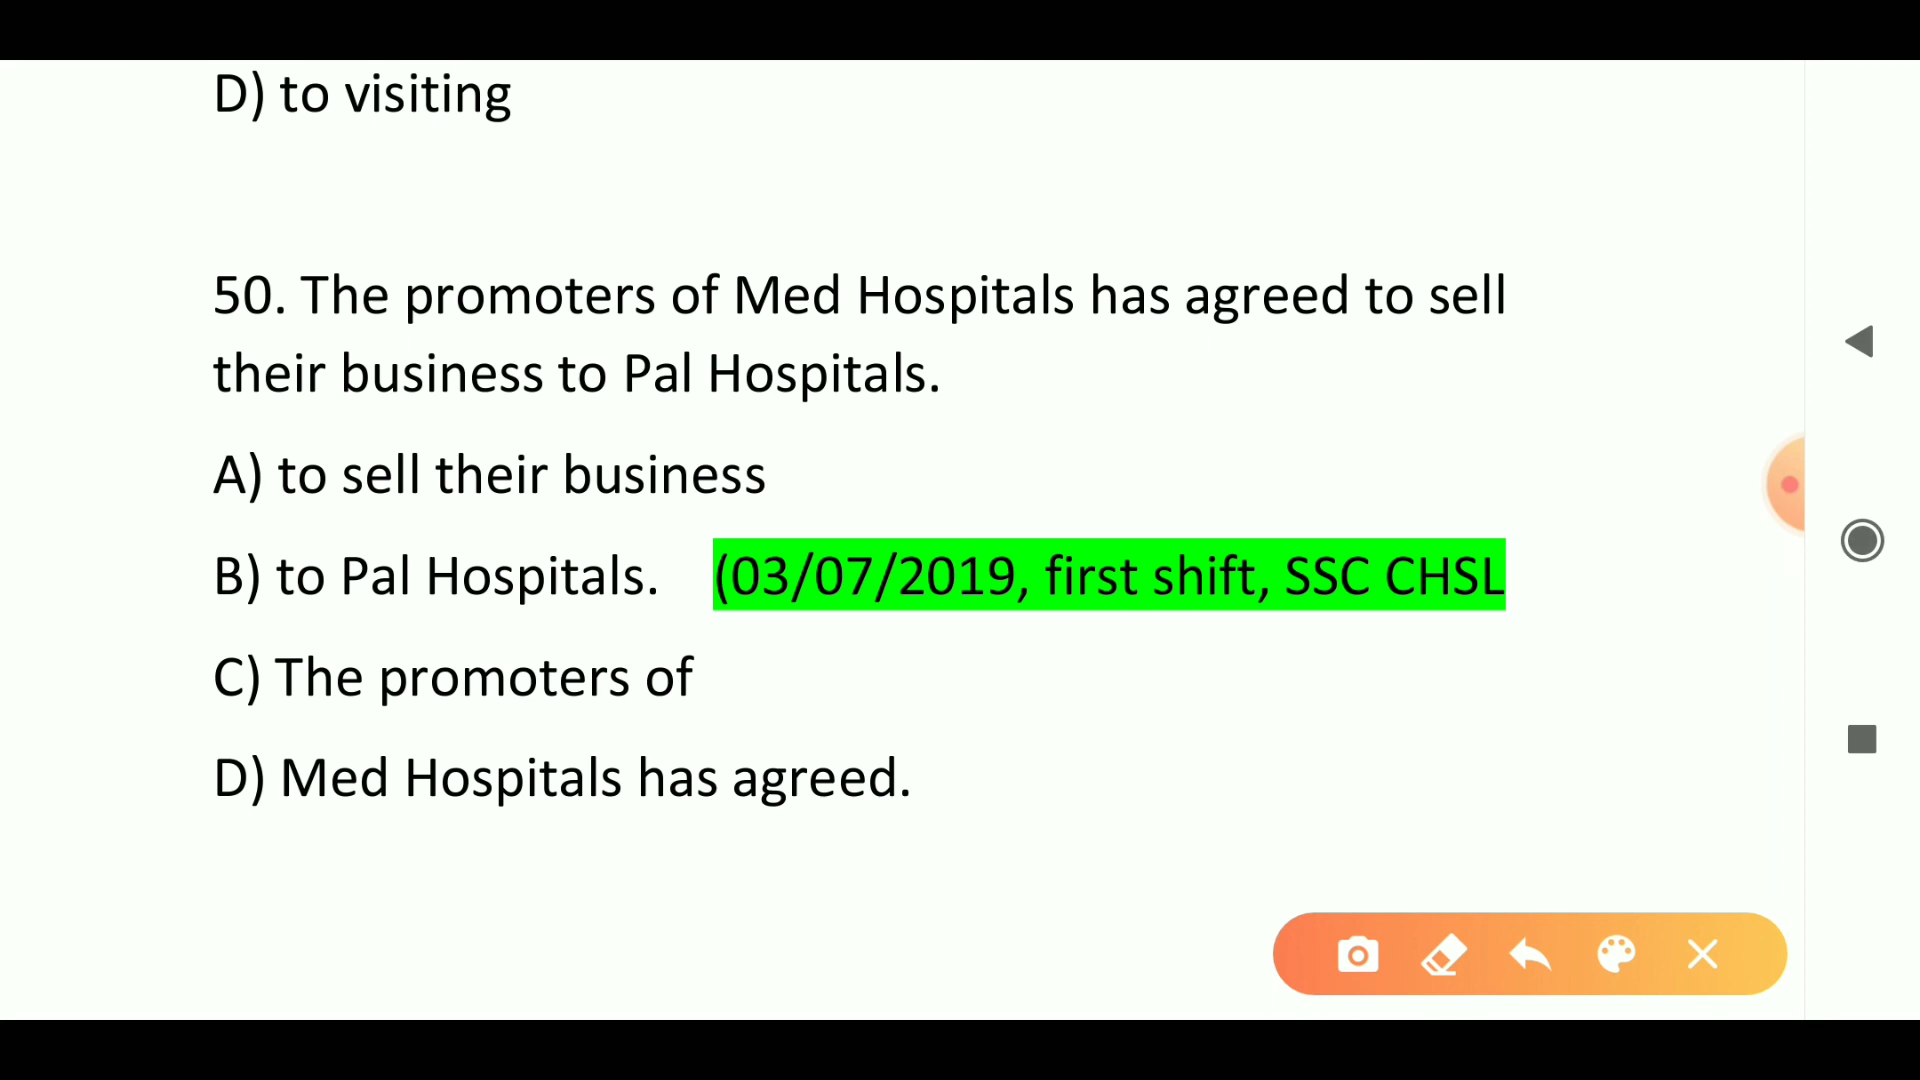 D) to visiting
50. The promoters of Med Hospitals has agreed to sell
their business to Pal Hospitals.
A) to sell their business
B) to Pal Hospitals. (03/07/2019, first shift, SSC CHSL
C) The promoters of
D) Med Hospitals has agreed.